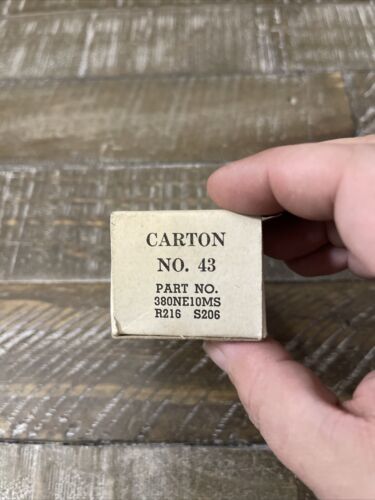 CARTON
NO. 43
PART NO.
380NE10MS
R216 S206